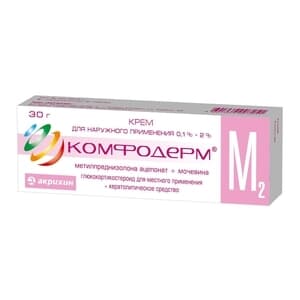 30 г
КРЕМ
ДЛЯ НАРУЖНОГО ПРИМЕНЕНИЯ 0,1% - 2%
КОМФОДЕРМ®
метилпреднизолона ацепонат + мочевина
М2
глюкокортикостероид для местного применения
+ кератолитическое средство
акрихин